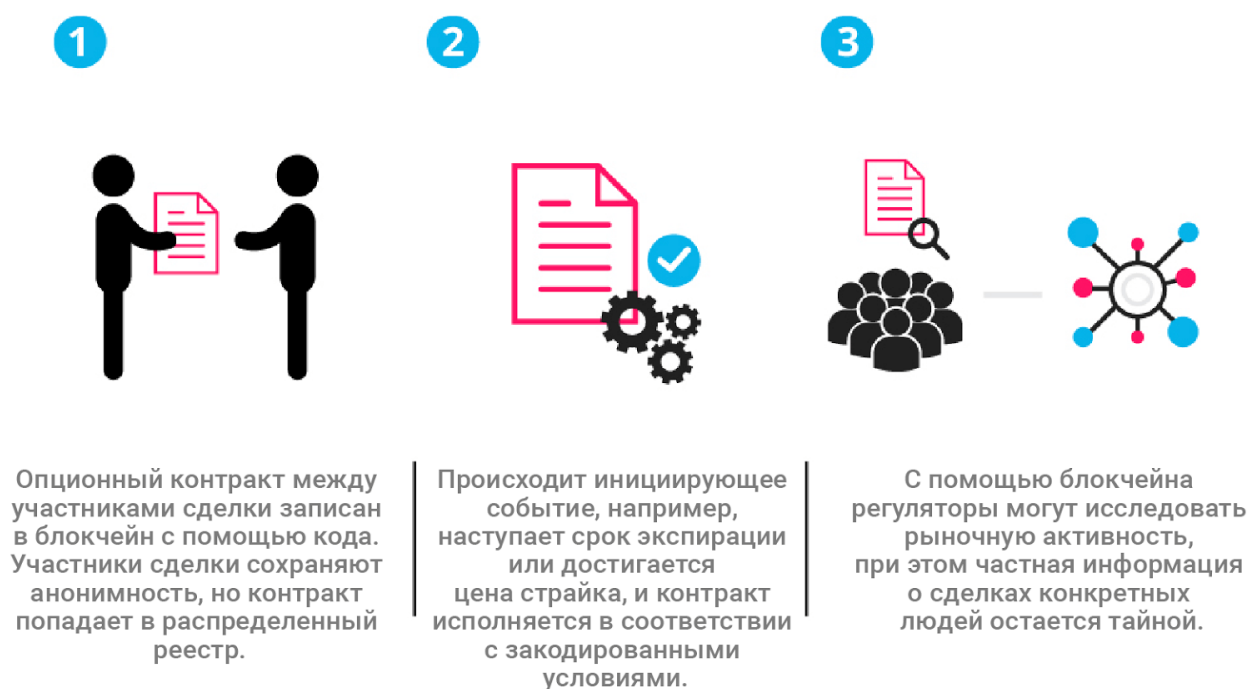 1
2
3
Опционный контракт между
участниками сделки записан
в блокчейн с помощью кода.
Участники сделки сохраняют
анонимность, но контракт
попадает в распределенный
реестр.
Происходит инициирующее
событие, например,
наступает срок экспирации
или достигается
цена страйка, и контракт
исполняется в соответствии
с закодированными
условиями.
С помощью блокчейна
регуляторы могут исследовать
рыночную активность,
при этом частная информация
о сделках конкретных
людей остается тайной.